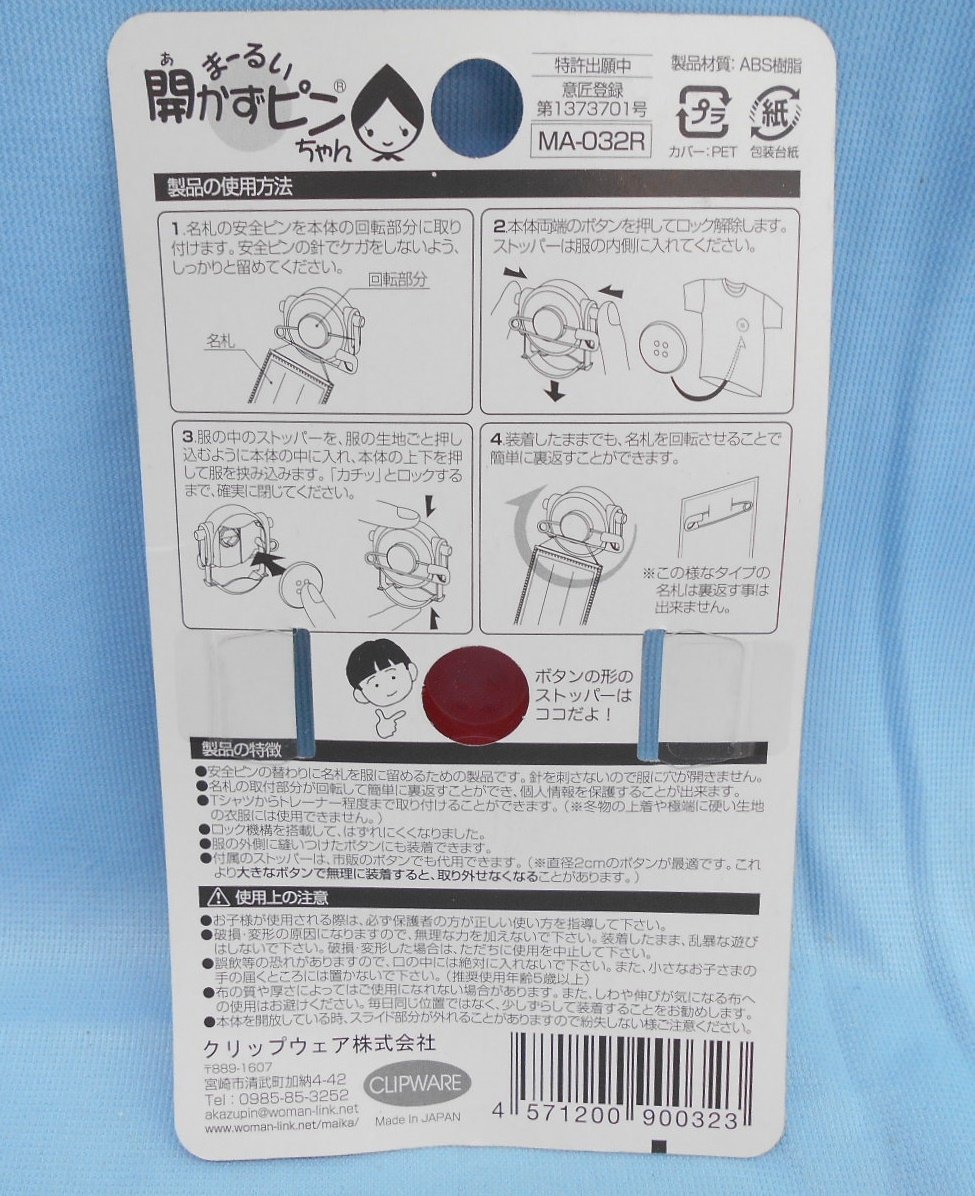 まーるい
あ
開かずピン®
ちゃん
特許出願中
意匠登録
第1373701号
MA-032R
製品材質: ABS樹脂
プラ
紙
カバー:PET 包装台紙
製品の使用方法
1.名札の安全ピンを本体の回転部分に取り
付けます。安全ピンの針でケガをしないよう、
しっかりと留めてください。
回転部分
名札
2.本体両端のボタンを押してロック解除します。
ストッパーは服の内側に入れてください。
3.服の中のストッパーを、服の生地ごと押し
込むように本体の中に入れ、本体の上下を押
して服を挟み込みます。「カチッ」とロックする
まで、確実に閉じてください。
4.装着したままでも、名札を回転させることで
簡単に裏返すことができます。
※この様なタイプの
名札は裏返す事は
出来ません。
ボタンの形の
ストッパーは
ココだよ!
製品の特徴
●安全ピンの替わりに名札を服に留めるための製品です。針を刺さないので服に穴が開きません。
●名札の取付部分が回転して簡単に裏返すことができ、個人情報を保護することが出来ます。
●Tシャツからトレーナー程度まで取り付けることができます。(※冬物の上着や極端に硬い生地
の衣服には使用できません。)
●ロック機構を搭載して、はずれにくくなりました。
●服の外側に縫いつけたボタンにも装着できます。
●付属のストッパーは、市販のボタンでも代用できます。(※直径2cmのボタンが最適です。これ
より大きなボタンで無理に装着すると、取り外せなくなることがあります。)
⚠ 使用上の注意
●お子様が使用される際は、必ず保護者の方が正しい使い方を指導して下さい。
●破損・変形の原因になりますので、無理な力を加えないで下さい。装着したまま、乱暴な遊び
はしないで下さい。破損・変形した場合は、ただちに使用を中止して下さい。
●誤飲等の恐れがありますので、口の中には絶対に入れないで下さい。また、小さなお子さまの
手の届くところには置かないで下さい。(推奨使用年齢5歳以上)
●布の質や厚さによってはご使用になれない場合があります。また、しわや伸びが気になる布へ
の使用はお避けください。毎日同じ位置ではなく、少しずらして装着することをお勧めします。
●本体を開放している時、スライド部分が外れることがありますので紛失しない様ご注意ください。
クリップウェア株式会社
〒889-1607
宮崎市清武町加納4-42
Tel:0985-85-3252
akazupin@woman-link.net
www.woman-link.net/maika/
CLIPWARE
Made In JAPAN
4 571200 900323